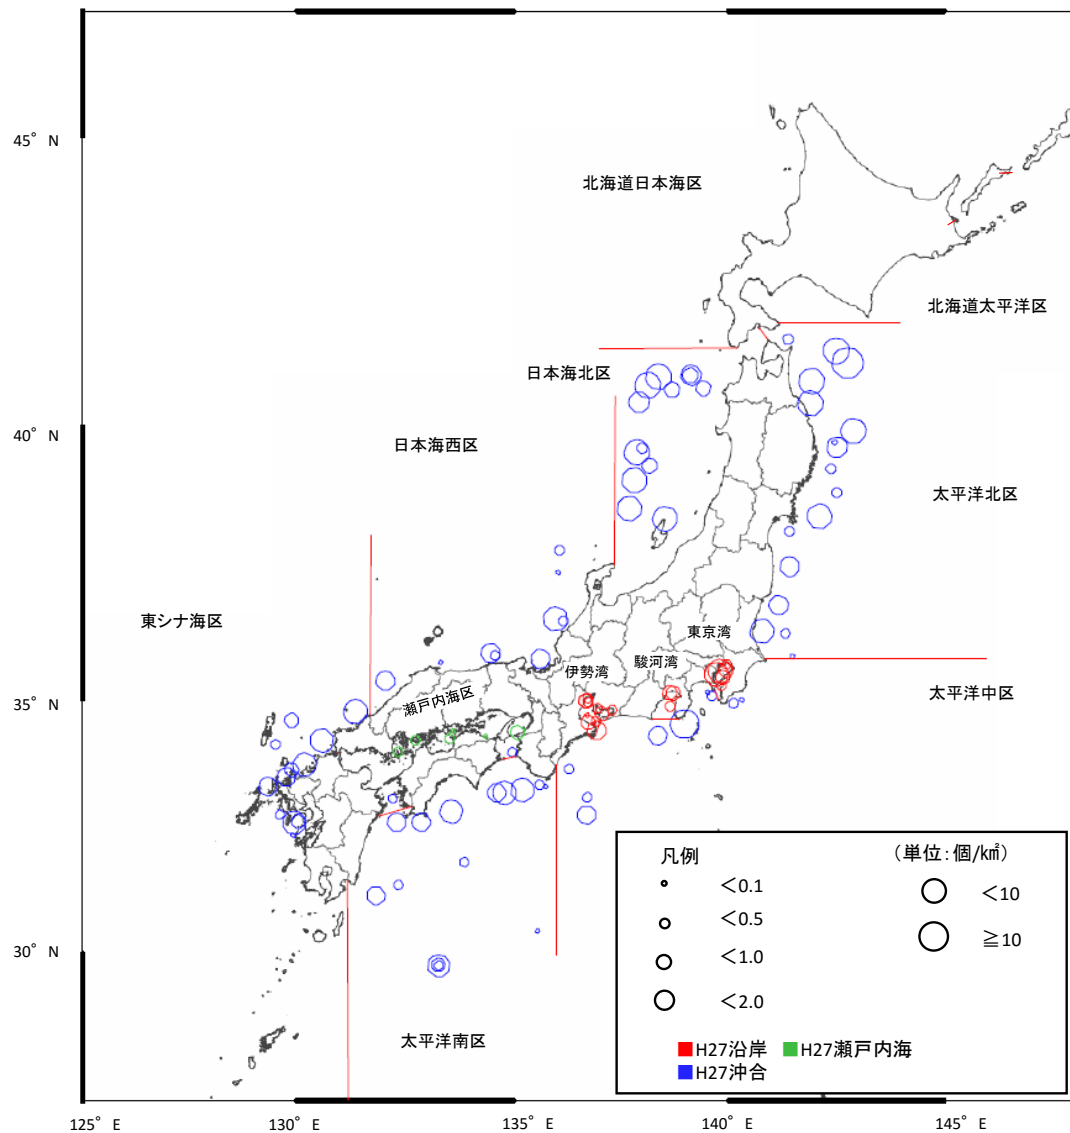 45° N
40° N
35° N
30° N
125° E
130° E
135° E
140° E
145° E
北海道日本海区
北海道太平洋区
日本海北区
日本海西区
太平洋北区
東シナ海区
東京湾
駿河湾
伊勢湾
瀬戸内海区
太平洋中区
太平洋南区
凡例
（単位：個/㎢）
＜0.1
＜0.5
＜1.0
＜2.0
＜10
≧10
H27沿岸
H27瀬戸内海
H27沖合